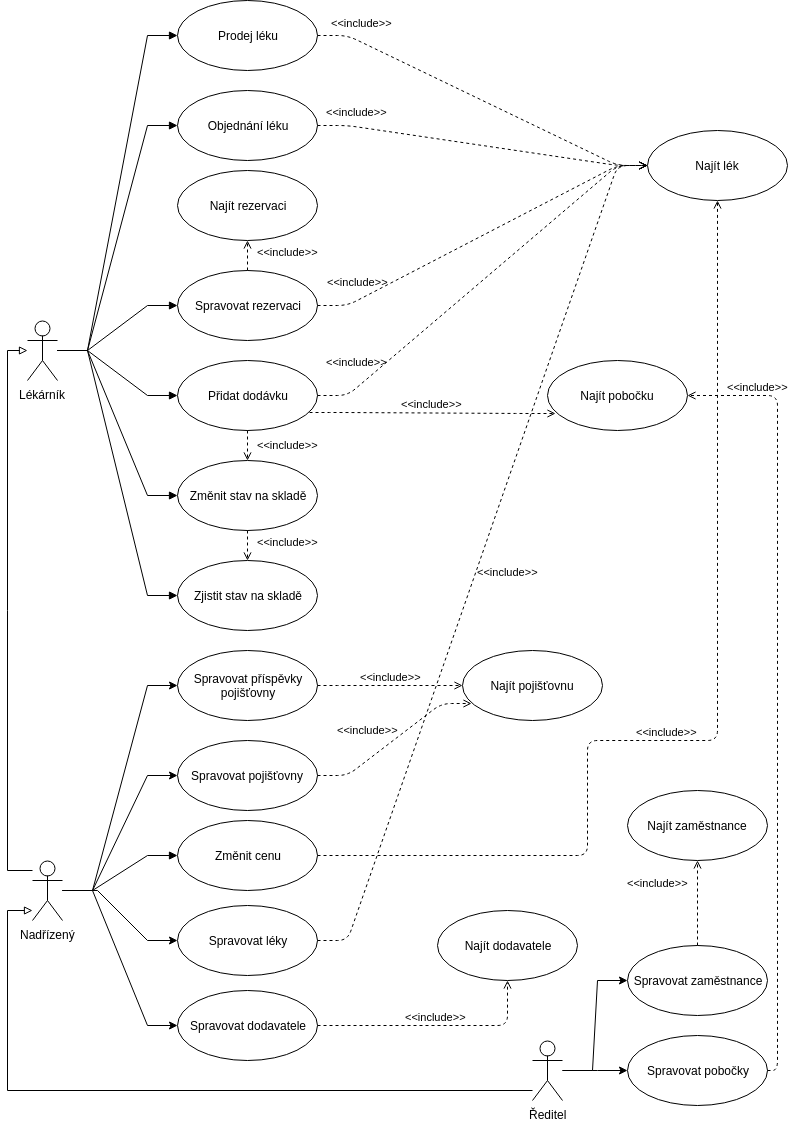 <<include>>
Prodej léku
<<include>>
Objednání léku
Najít lék
Najít rezervaci
<<include>>
<<include>>
Spravovat rezervaci
<<include>>
Lékárník
Přidat dodávku
<<include>>
Najít pobočku
<<include>>
<<include>>
Změnit stav na skladě
<<include>>
<<include>>
Zjistit stav na skladě
Spravovat příspěvky
pojišťovny
<<include>>
Najít pojišťovnu
<<include>>
<<include>>
Spravovat pojišťovny
Najít zaměstnance
Změnit cenu
<<include>>
Nadřízený
Spravovat léky
Najít dodavatele
Spravovat zaměstnance
<<include>>
Spravovat dodavatele
Spravovat pobočky
Ředitel